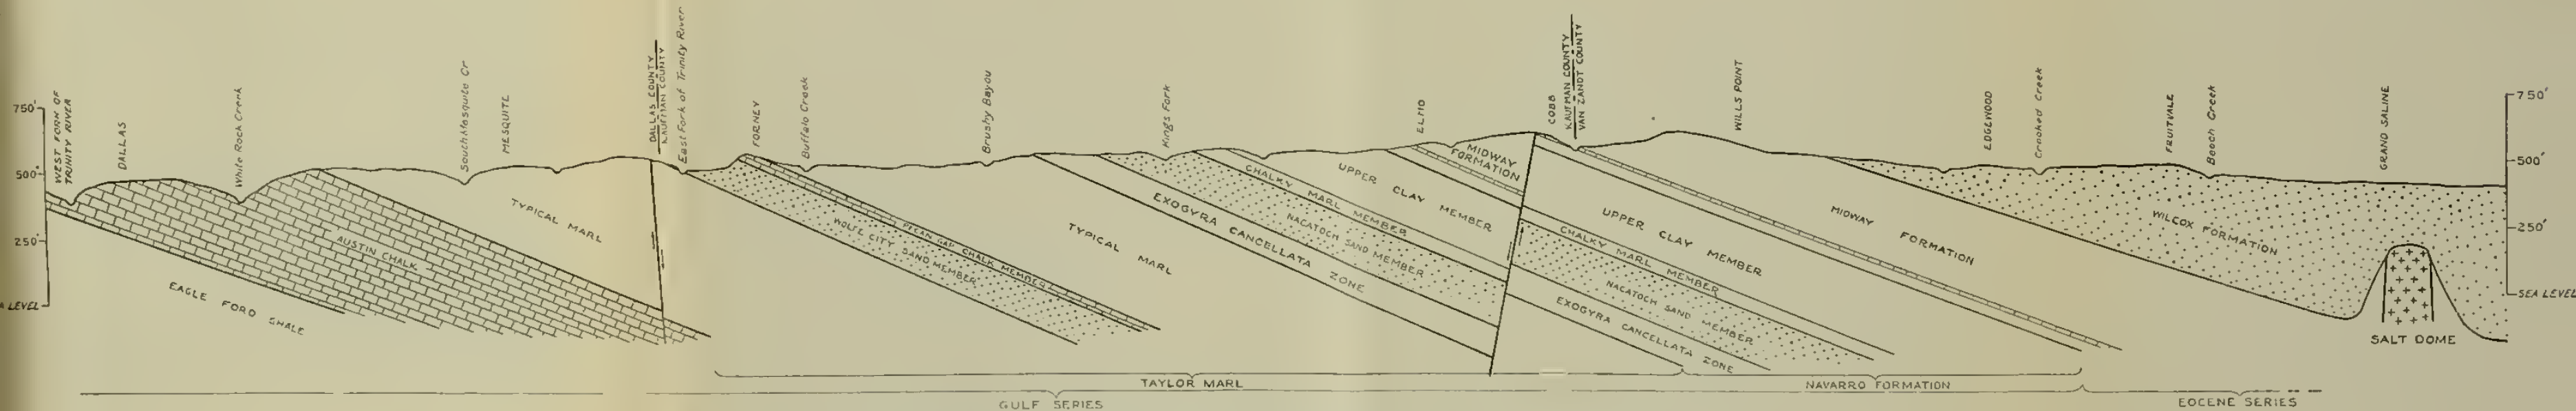 750'
500'
250'
A LEVEL
WEST FORK OF
TRINITY RIVER
DALLAS
White Rock Creek
South Mesquite Cr
MESQUITE
DALLAS COUNTY
KAUFMAN COUNTY
East Fork of Trinity River
FORNEY
Buffalo Creek
Brushy Bayou
Kings Fork
ELMO
COBB
KAUFMAN COUNTY
VAN ZANDT COUNTY
WILLS POINT
EDGEWOOD
Crooked Creek
FRUITVALE
Beech Creek
GRAND SALINE
750'
500'
250'
SEA LEVEL
EAGLE FORD SHALE
AUSTIN CHALK
TYPICAL MARL
WOLFE CITY SAND MEMBER
PECAN GAP CHALK MEMBER
TYPICAL MARL
EXOGYRA CANCELLATA ZONE
NACATOCH SAND MEMBER
CHALKY MARL MEMBER
UPPER CLAY MEMBER
MIDWAY
FORMATION
UPPER CLAY MEMBER
CHALKY MARL MEMBER
NACATOCH SAND MEMBER
EXOGYRA CANCELLATA ZONE
MIDWAY FORMATION
WILCOX FORMATION
SALT DOME
TAYLOR MARL
NAVARRO FORMATION
GULF SERIES
EOCENE SERIES